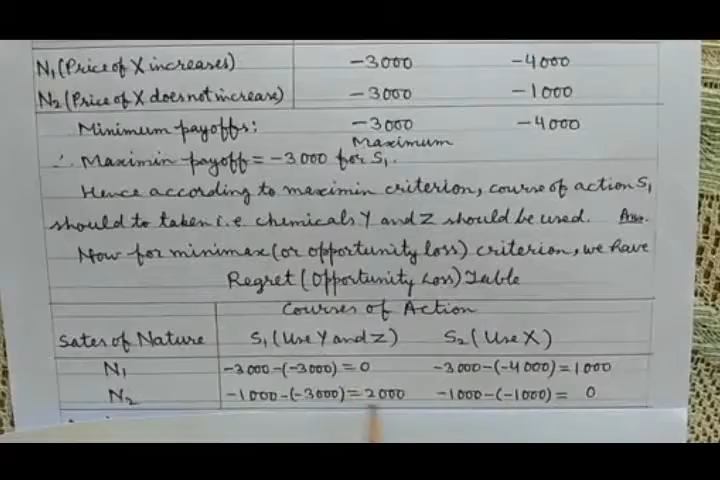 N₁ (Price of X increases) -3000 -4000
N₂ (Price of X does not increase) -3000 -1000
Minimum payoffs: -3000 -4000
Maximum
∴ Maximin payoff = -3000 for S₁.
Hence according to maximin criterion, course of action S₁
should to taken i.e chemicals Y and Z should be used. Ans.
Now for minimax (or opportunity loss) criterion, we have
Regret (Opportunity Loss) Table
Courses of Action
Sates of Nature S₁ (Use Y and Z) S₂ (Use X)
N₁ -3000-(-3000) = 0 -3000-(-4000) = 1000
N₂ -1000-(-3000) = 2000 -1000-(-1000) = 0